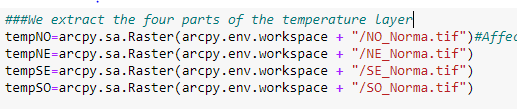 ###We extract the four parts of the temperature layer
tempNO=arcpy.sa.Raster(arcpy.env.workspace + "/NO_Norma.tif")#Affec
tempNE=arcpy.sa.Raster(arcpy.env.workspace + "/NE_Norma.tif")
tempSE=arcpy.sa.Raster(arcpy.env.workspace + "/SE_Norma.tif")
tempSO=arcpy.sa.Raster(arcpy.env.workspace + "/SO_Norma.tif")